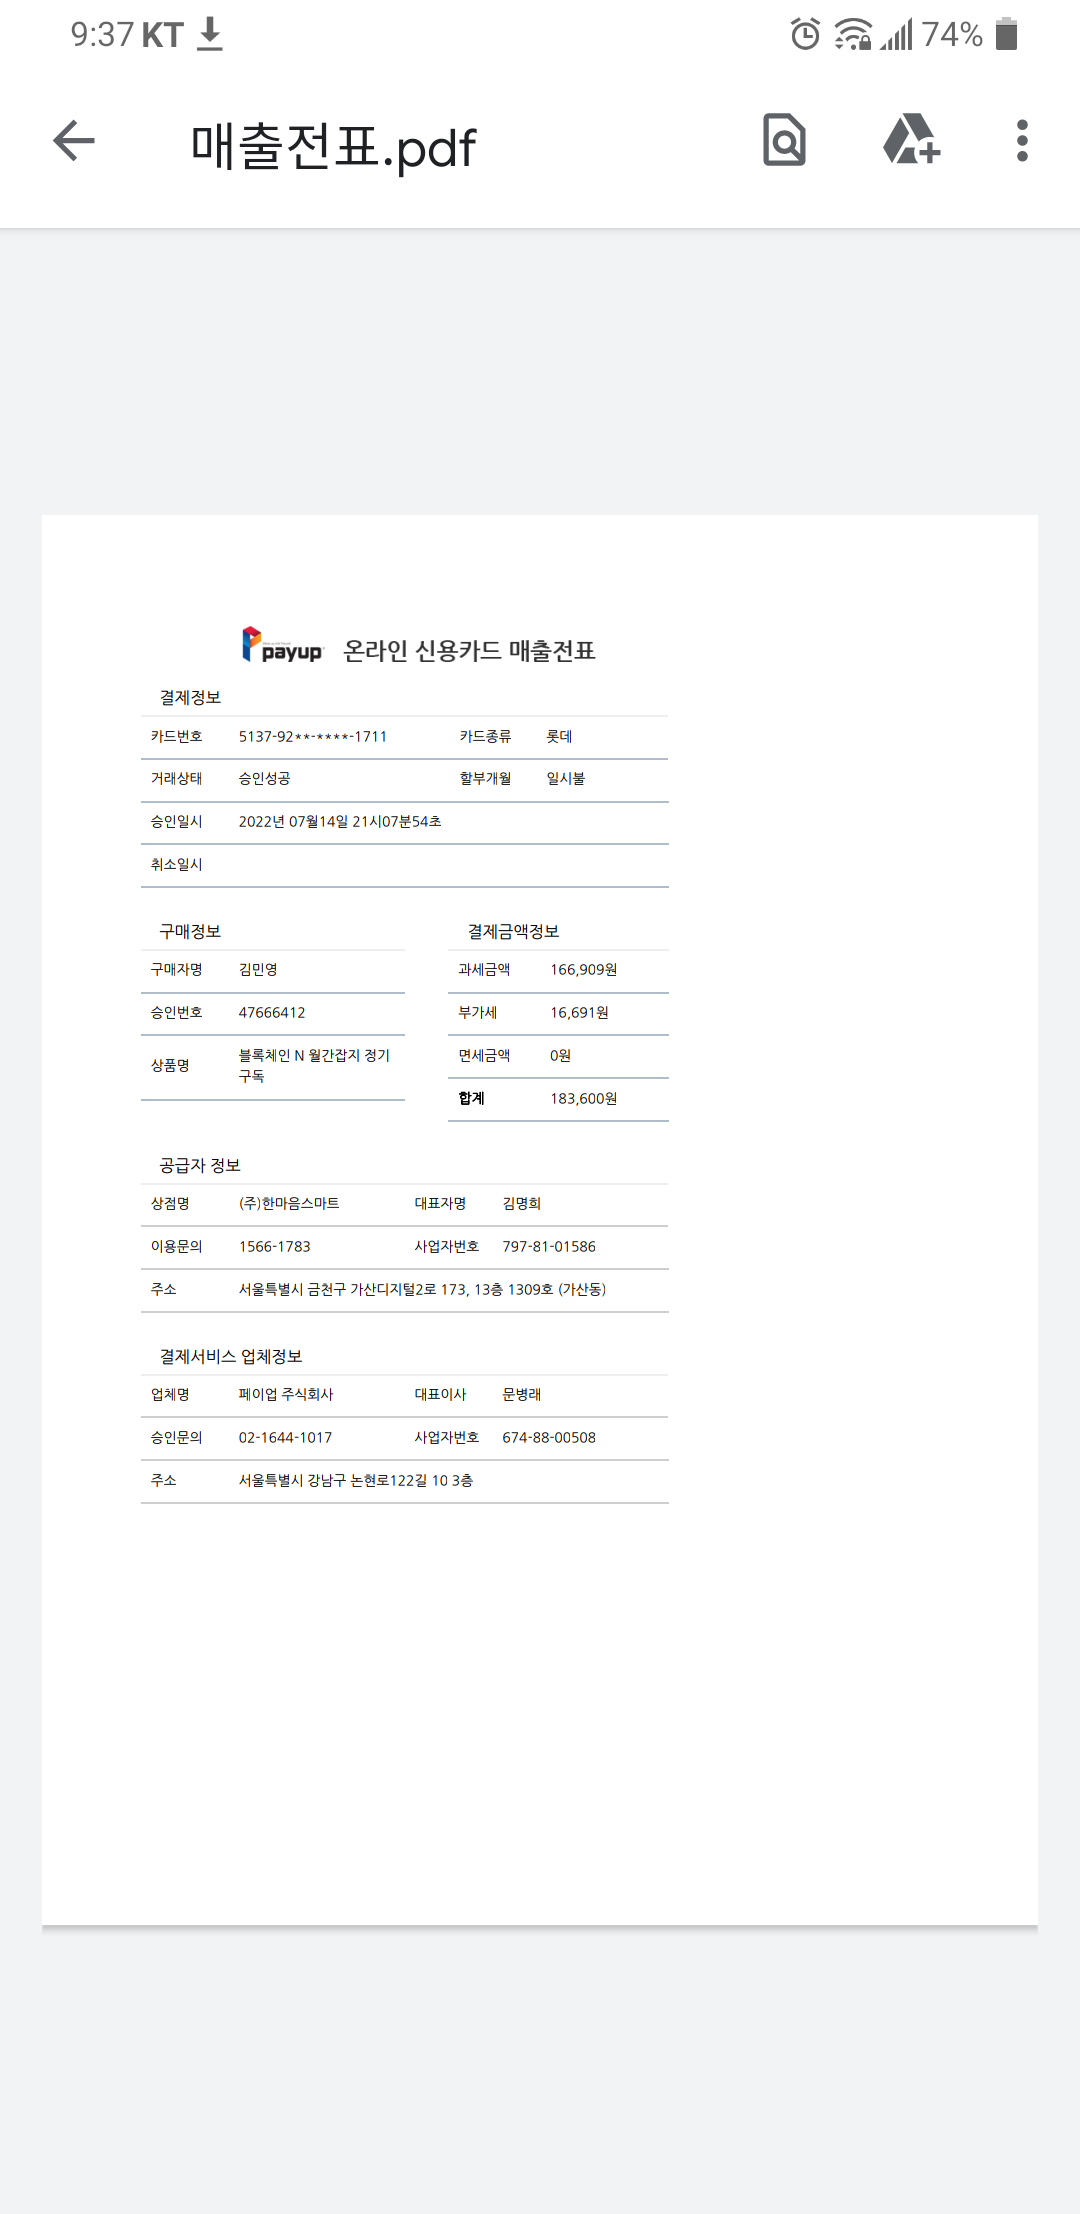 9:37 KT 74%
매출전표.pdf
payup 온라인 신용카드 매출전표
결제정보
카드번호 5137-92**-****-1711 카드종류 롯데
거래상태 승인성공 할부개월 일시불
승인일시 2022년 07월14일 21시07분54초
취소일시
구매정보 결제금액정보
구매자명 김민영 과세금액 166,909원
승인번호 47666412 부가세 16,691원
상품명 블록체인 N 월간잡지 정기 면세금액 0원
구독
합계 183,600원
공급자 정보
상점명 (주)한마음스마트 대표자명 김명희
이용문의 1566-1783 사업자번호 797-81-01586
주소 서울특별시 금천구 가산디지털2로 173, 13층 1309호 (가산동)
결제서비스 업체정보
업체명 페이업 주식회사 대표이사 문병래
승인문의 02-1644-1017 사업자번호 674-88-00508
주소 서울특별시 강남구 논현로122길 10 3층